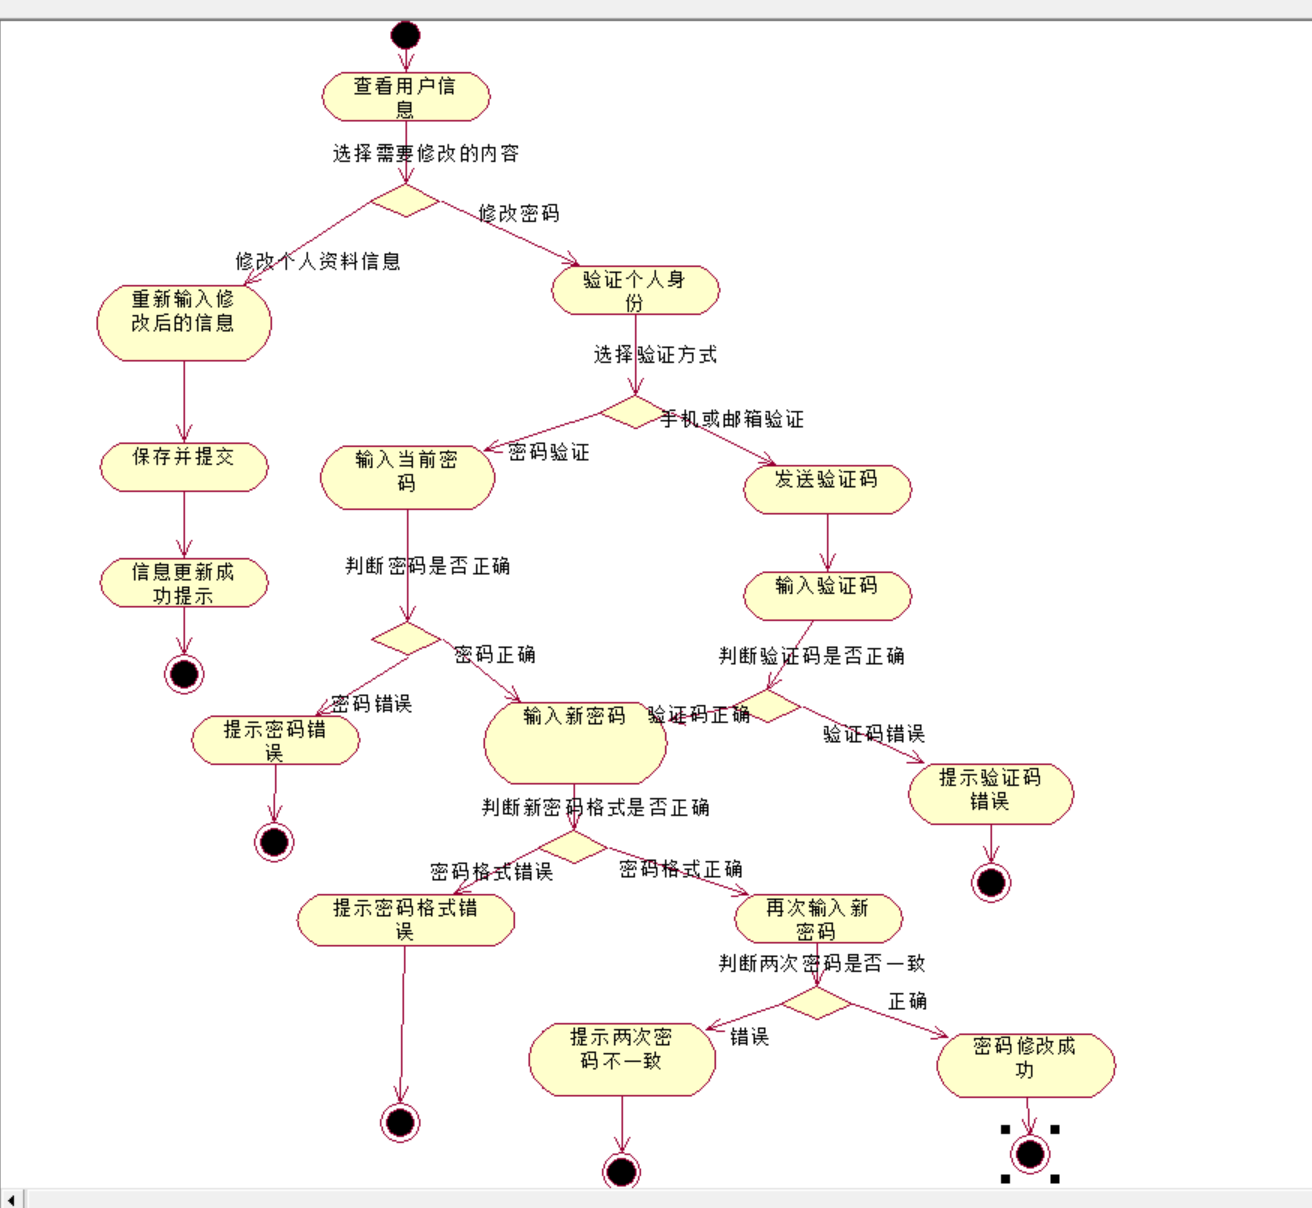 查看用户信
息
选择需要修改的内容
修改密码
修改个人资料信息
验证个人身
份
重新输入修
改后的信息
选择验证方式
手机或邮箱验证
密码验证
保存并提交
输入当前密
码
发送验证码
判断密码是否正确
信息更新成
功提示
输入验证码
密码正确
判断验证码是否正确
密码错误
输入新密码
验证码正确
提示密码错
误
验证码错误
提示验证码
错误
判断新密码格式是否正确
密码格式错误
密码格式正确
提示密码格式错
误
再次输入新
密码
判断两次密码是否一致
正确
错误
提示两次密
码不一致
密码修改成
功